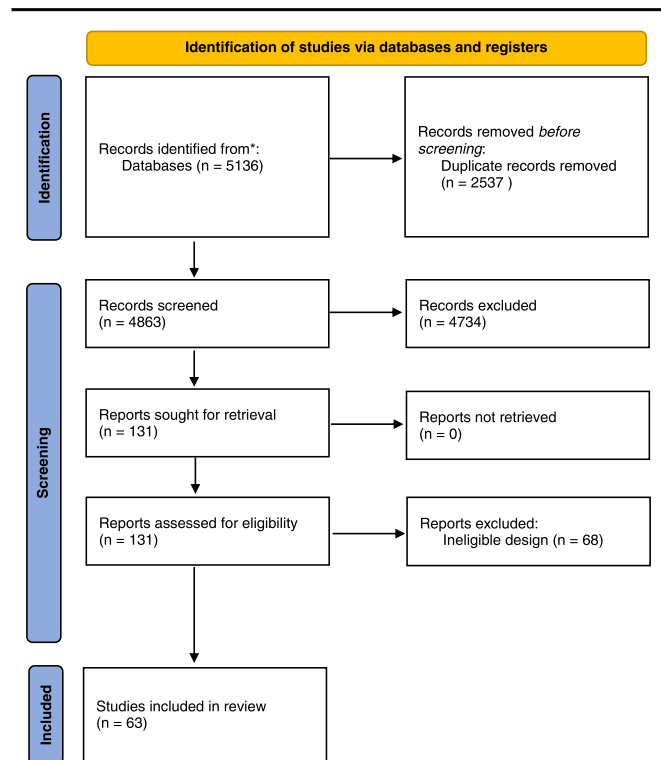 Identification of studies via databases and registers
Identification
Records identified from*:
Databases (n = 5136)
Records removed before
screening:
Duplicate records removed
(n = 2537 )
Screening
Records screened
(n = 4863)
Records excluded
(n = 4734)
Reports sought for retrieval
(n = 131)
Reports not retrieved
(n = 0)
Reports assessed for eligibility
(n = 131)
Reports excluded:
Ineligible design (n = 68)
Included
Studies included in review
(n = 63)